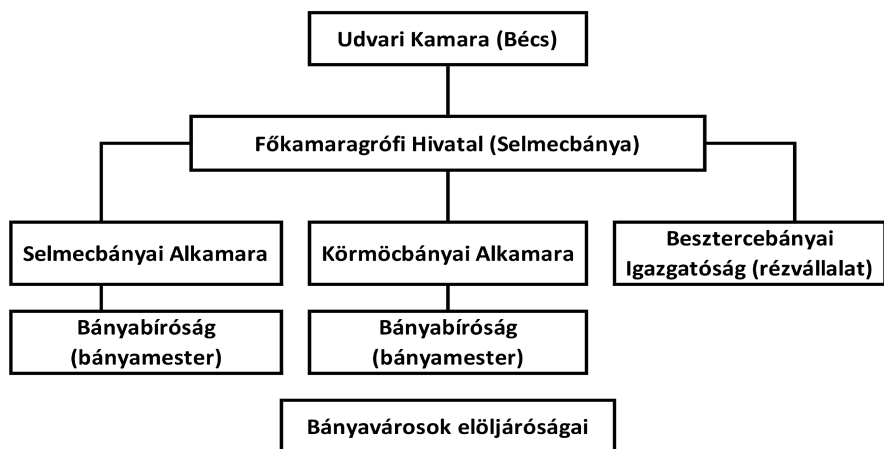 Udvari Kamara (Bécs)
Főkamaragrófi Hivatal (Selmecbánya)
Selmecbányai Alkamara
Körmöcbányai Alkamara
Besztercebányai
Igazgatóság (rézvállalat)
Bányabíróság
(bányamester)
Bányabíróság
(bányamester)
Bányavárosok elöljáróságai